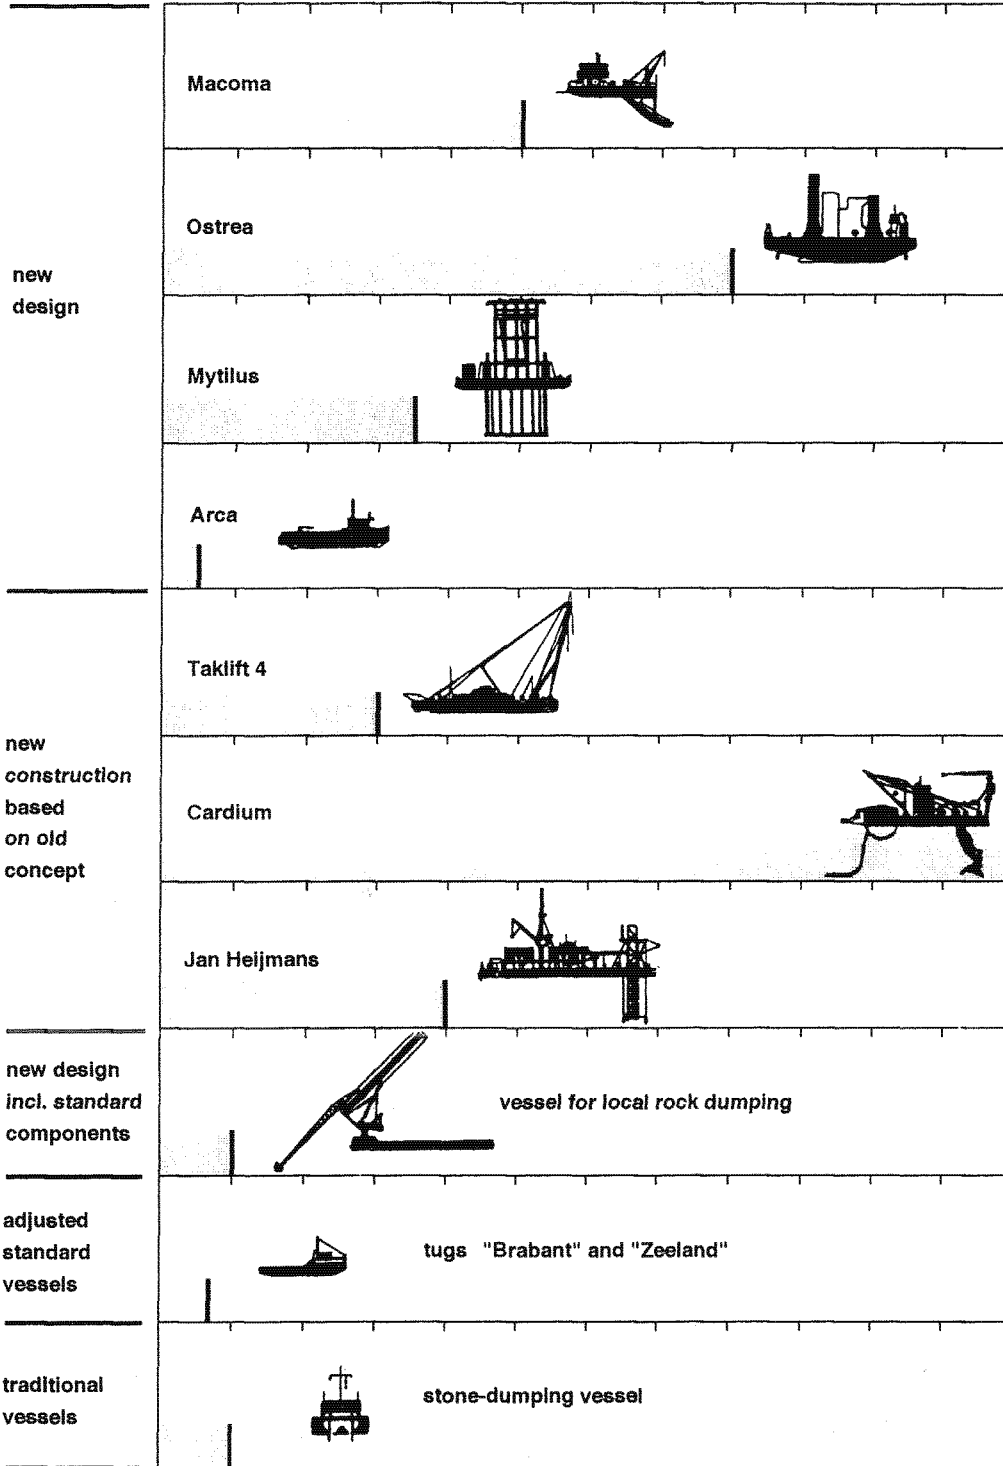 Macoma
Ostrea
new
design
Mytilus
Arca
Taklift 4
new
construction
based
on old
concept
Cardium
Jan Heijmans
new design
incl. standard
components
vessel for local rock dumping
adjusted
standard
vessels
tugs "Brabant" and "Zeeland"
traditional
vessels
stone-dumping vessel